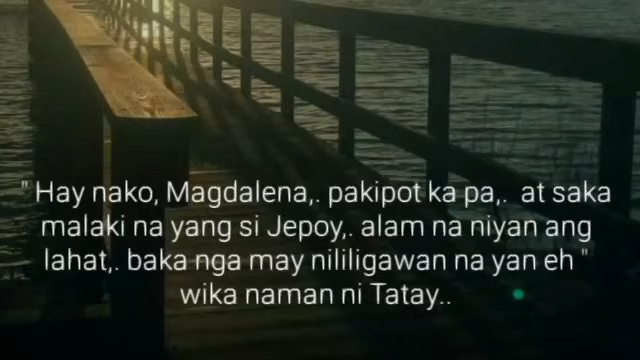 " Hay nako, Magdalena,. pakipot ka pa,. at saka
malaki na yang si Jepoy,. alam na niyan ang
lahat,. baka nga may nililigawan na yan eh "
wika naman ni Tatay..